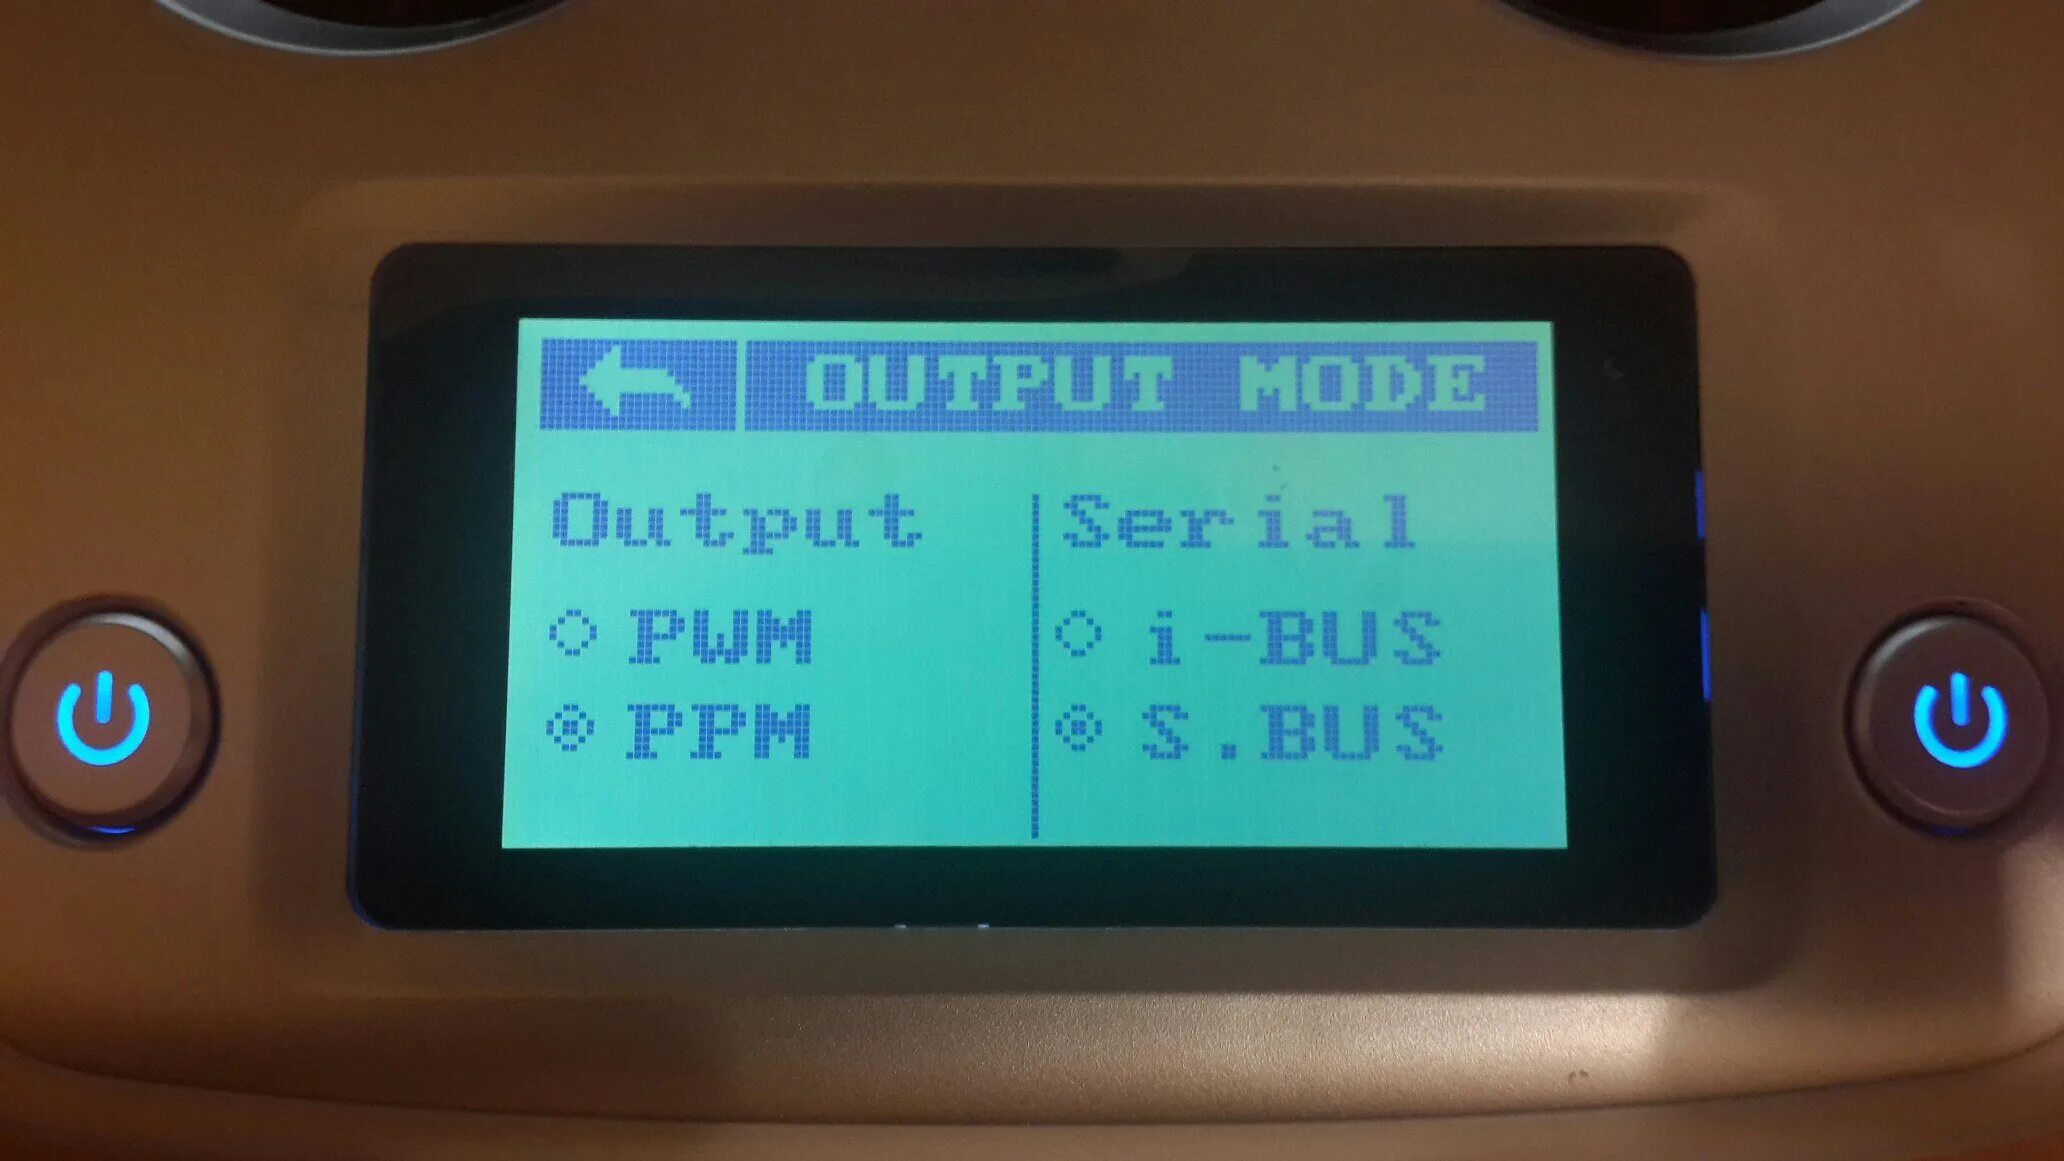 OUTPUT MODE
Output
PWM
PPM
Serial
i-BUS
S.BUS